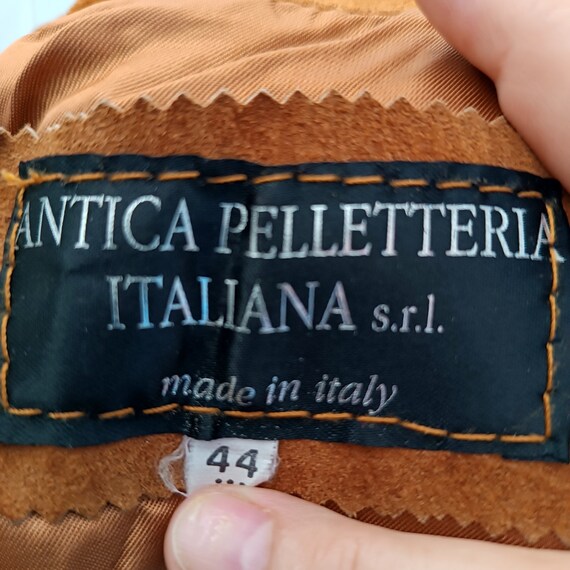 ANTICA PELLETTERIA
ITALIANA s.r.l.
made in italy
44